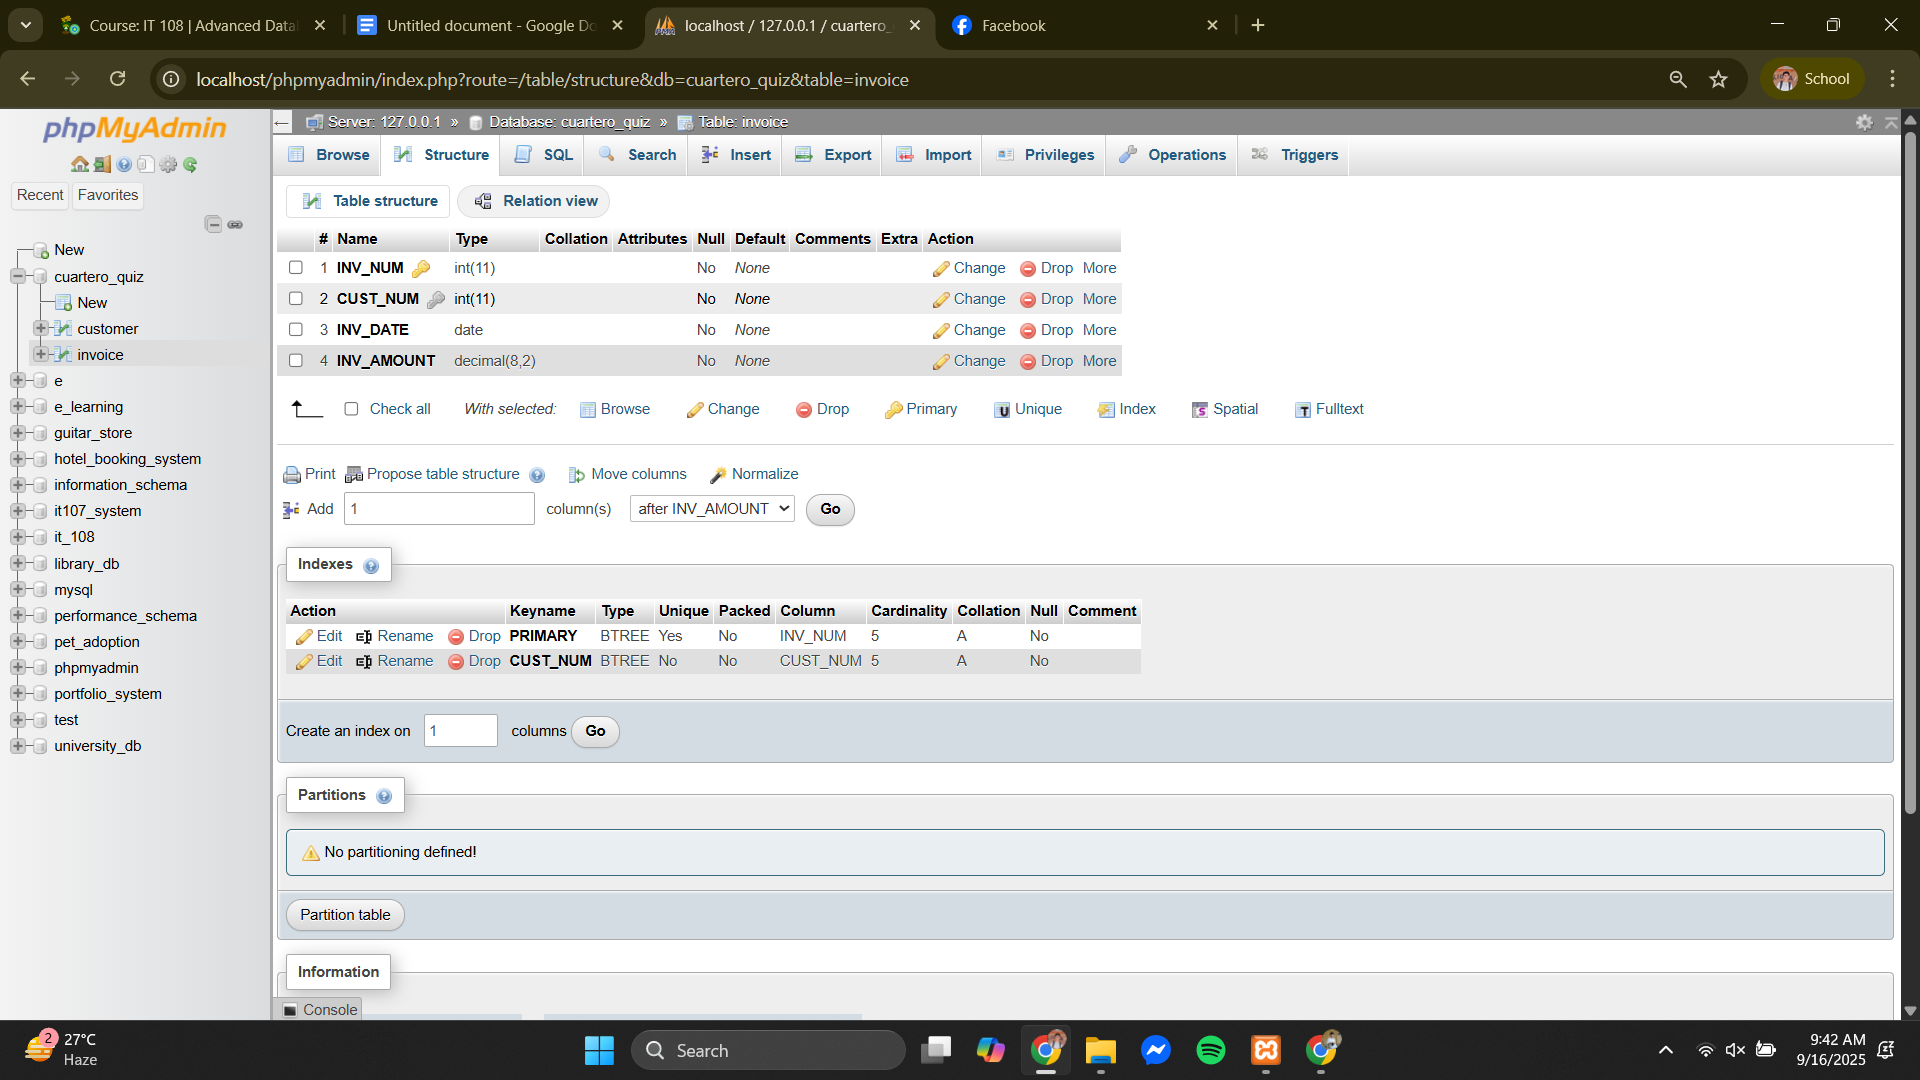 Course: IT 108 | Advanced Data
Untitled document - Google Do
localhost / 127.0.0.1 / cuartero_
Facebook
localhost/phpmyadmin/index.php?route=/table/structure&db=cuartero_quiz&table=invoice
School
phpMyAdmin
Recent
Favorites
New
cuartero_quiz
New
customer
invoice
e
e_learning
guitar_store
hotel_booking_system
information_schema
it107_system
it_108
library_db
mysql
performance_schema
pet_adoption
phpmyadmin
portfolio_system
test
university_db
Server: 127.0.0.1 » Database: cuartero_quiz » Table: invoice
Browse Structure SQL Search Insert Export Import Privileges Operations Triggers
Table structure Relation view
# Name Type Collation Attributes Null Default Comments Extra Action
1 INV_NUM int(11) No None Change Drop More
2 CUST_NUM int(11) No None Change Drop More
3 INV_DATE date No None Change Drop More
4 INV_AMOUNT decimal(8,2) No None Change Drop More
Check all With selected: Browse Change Drop Primary Unique Index Spatial Fulltext
Print Propose table structure Move columns Normalize
Add 1 column(s) after INV_AMOUNT Go
Indexes
Action Keyname Type Unique Packed Column Cardinality Collation Null Comment
Edit Rename Drop PRIMARY BTREE Yes No INV_NUM 5 A No
Edit Rename Drop CUST_NUM BTREE No No CUST_NUM 5 A No
Create an index on 1 columns Go
Partitions
No partitioning defined!
Partition table
Information
Console
2
27°C
Haze
Search
9:42 AM
9/16/2025